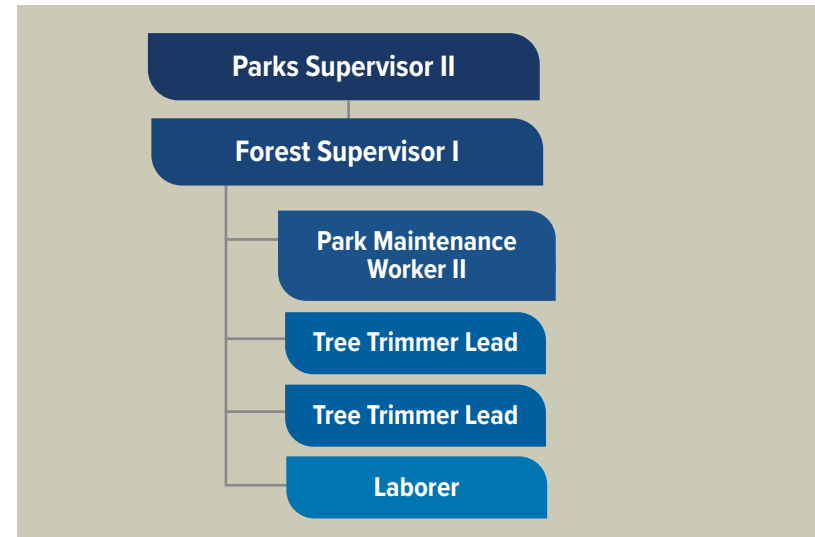 Parks Supervisor II
Forest Supervisor I
Park Maintenance
Worker II
Tree Trimmer Lead
Tree Trimmer Lead
Laborer